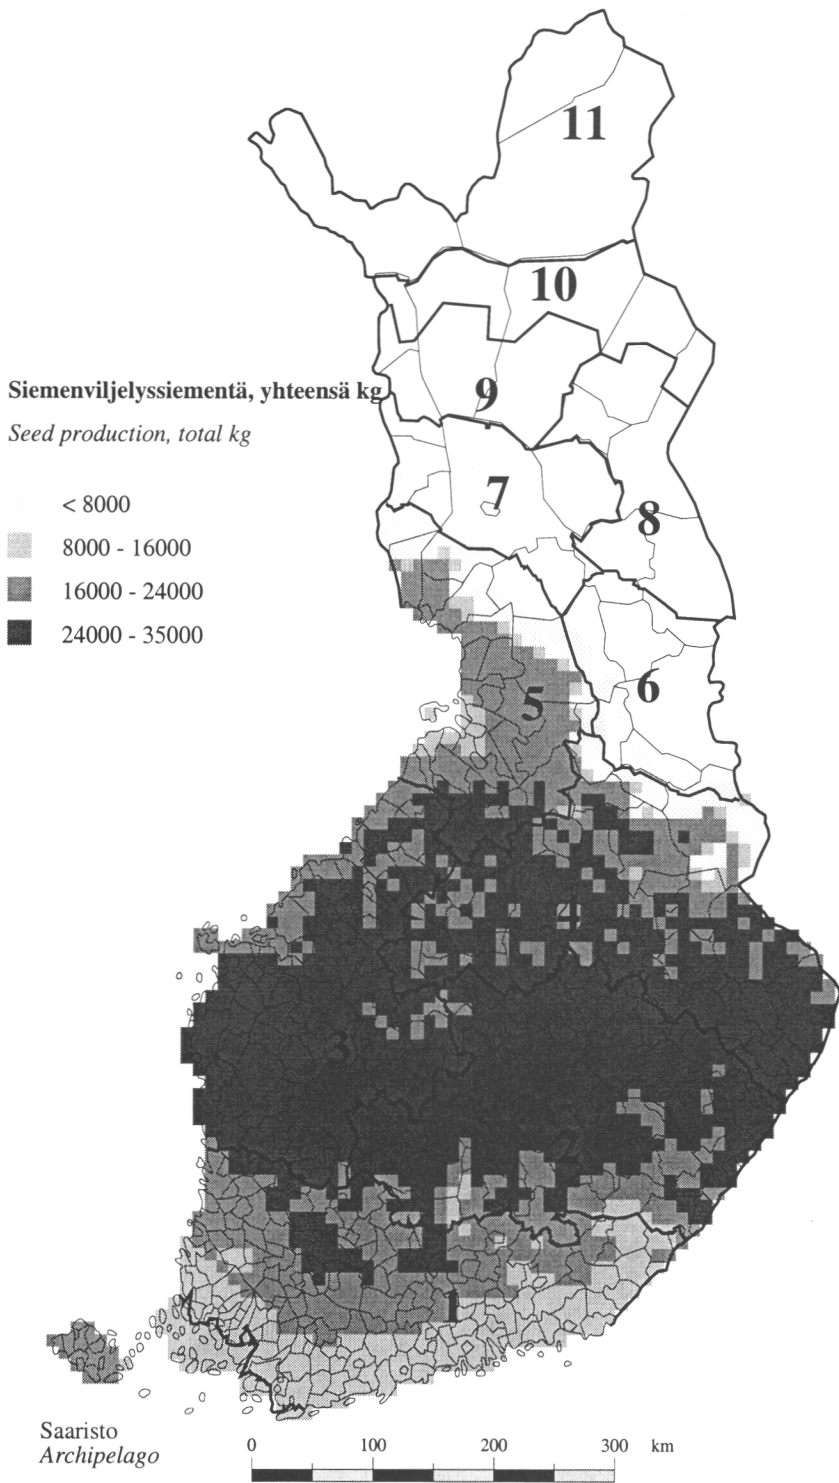 11
10
Siemenviljelyssiementä, yhteensä kg
9
Seed production, total kg
7
< 8000
8
8000 - 16000
16000 - 24000
24000 - 35000
6
5
4
3
2
1
Saaristo
Archipelago
0 100 200 300 km